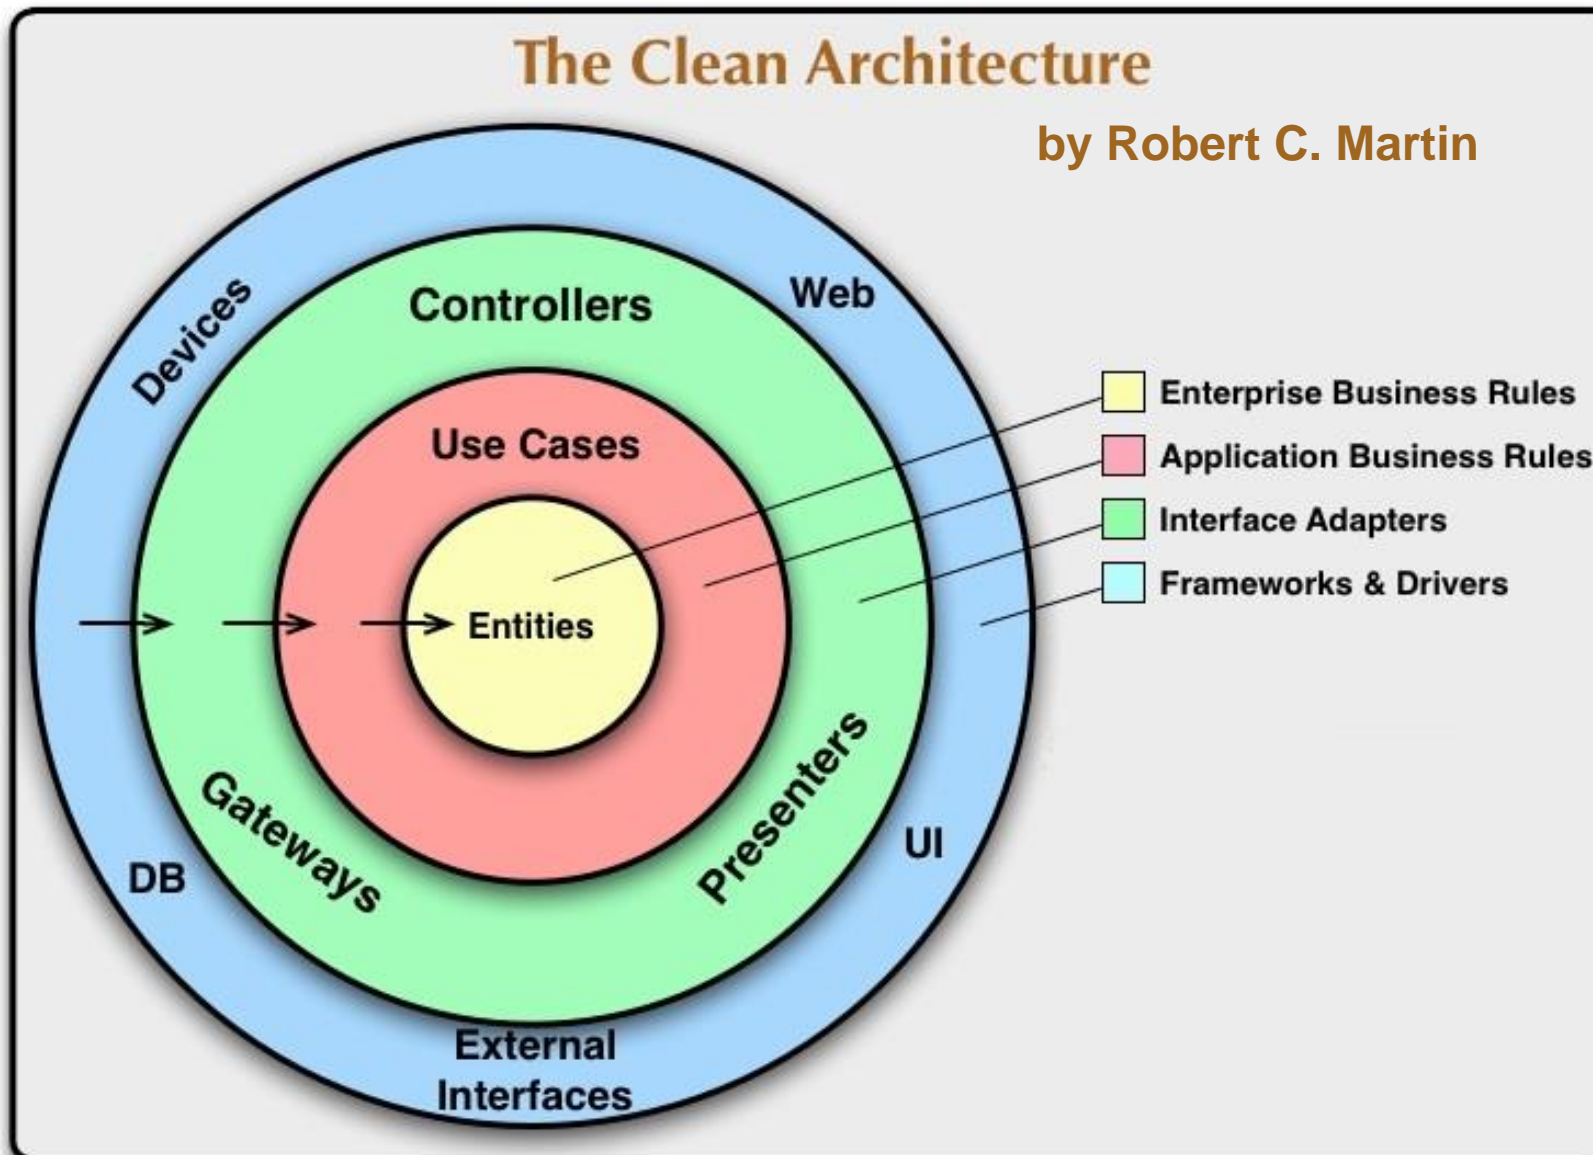 The Clean Architecture
by Robert C. Martin
Devices
Controllers
Web
Use Cases
Entities
Gateways
Presenters
DB
UI
External
Interfaces
Enterprise Business Rules
Application Business Rules
Interface Adapters
Frameworks & Drivers